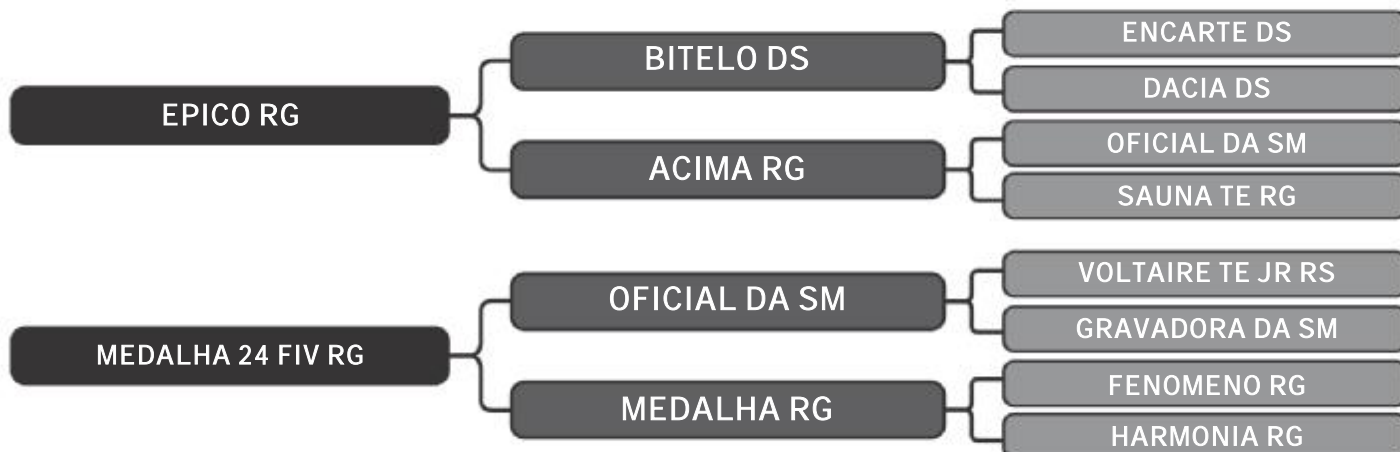 EPICO RG
BITELO DS
ENCARTE DS
DACIA DS
ACIMA RG
OFICIAL DA SM
SAUNA TE RG
MEDALHA 24 FIV RG
OFICIAL DA SM
VOLTAIRE TE JR RS
GRAVADORA DA SM
MEDALHA RG
FENOMENO RG
HARMONIA RG